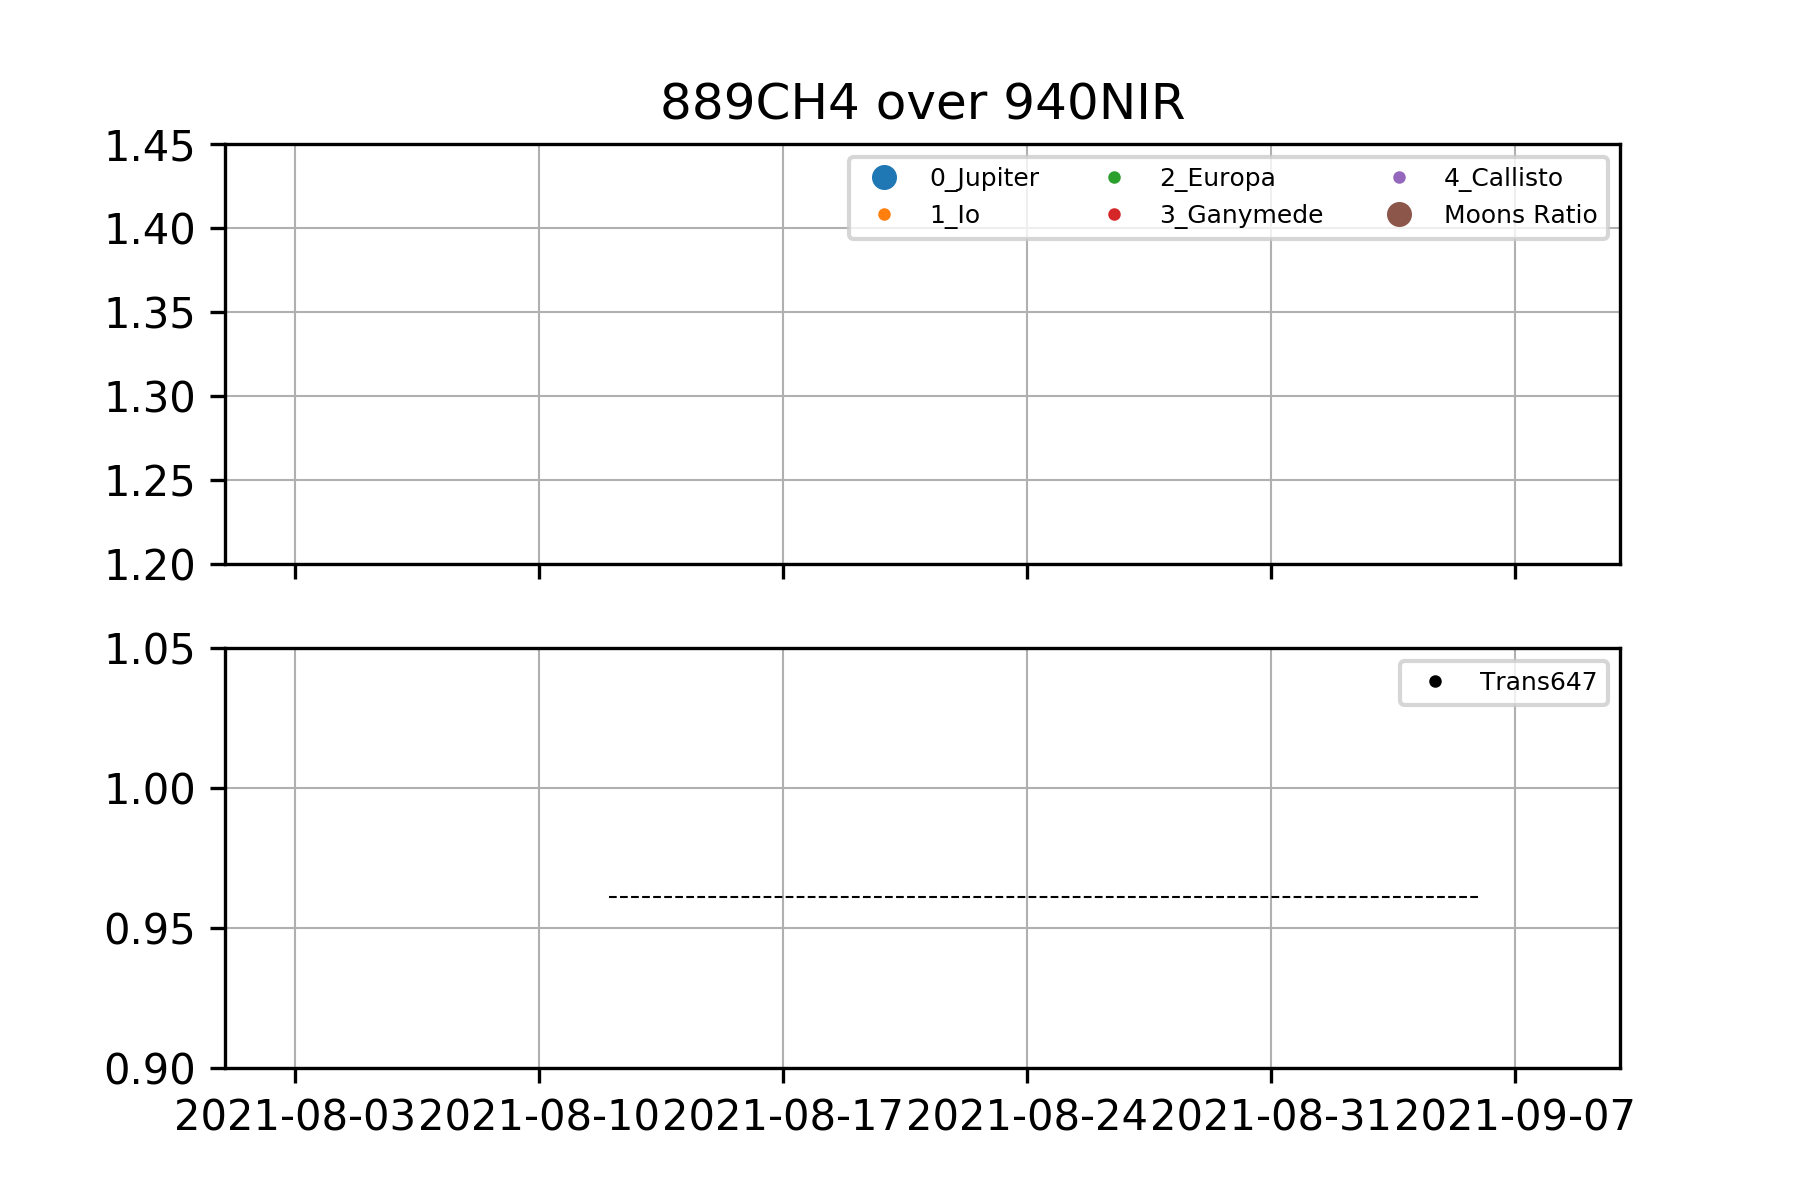 889CH4 over 940NIR
1.45
1.40
1.35
1.30
1.25
1.20
0_Jupiter 2_Europa 4_Callisto
1_Io 3_Ganymede Moons Ratio
1.05
1.00
0.95
0.90
Trans647
2021-08-03 2021-08-10 2021-08-17 2021-08-24 2021-08-31 2021-09-07